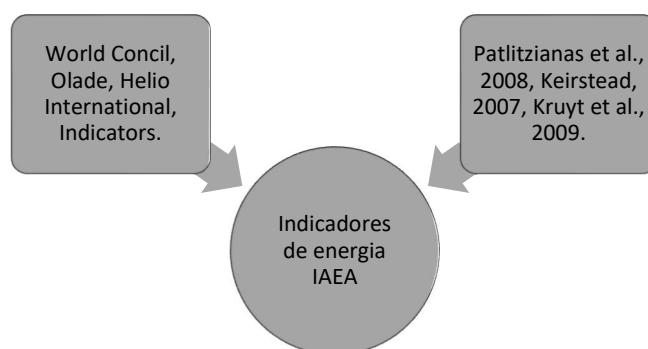 World Concil,
Olade, Helio
International,
Indicators.
Patlitzianas et al.,
2008, Keirstead,
2007, Kruyt et al.,
2009.
Indicadores
de energia
IAEA